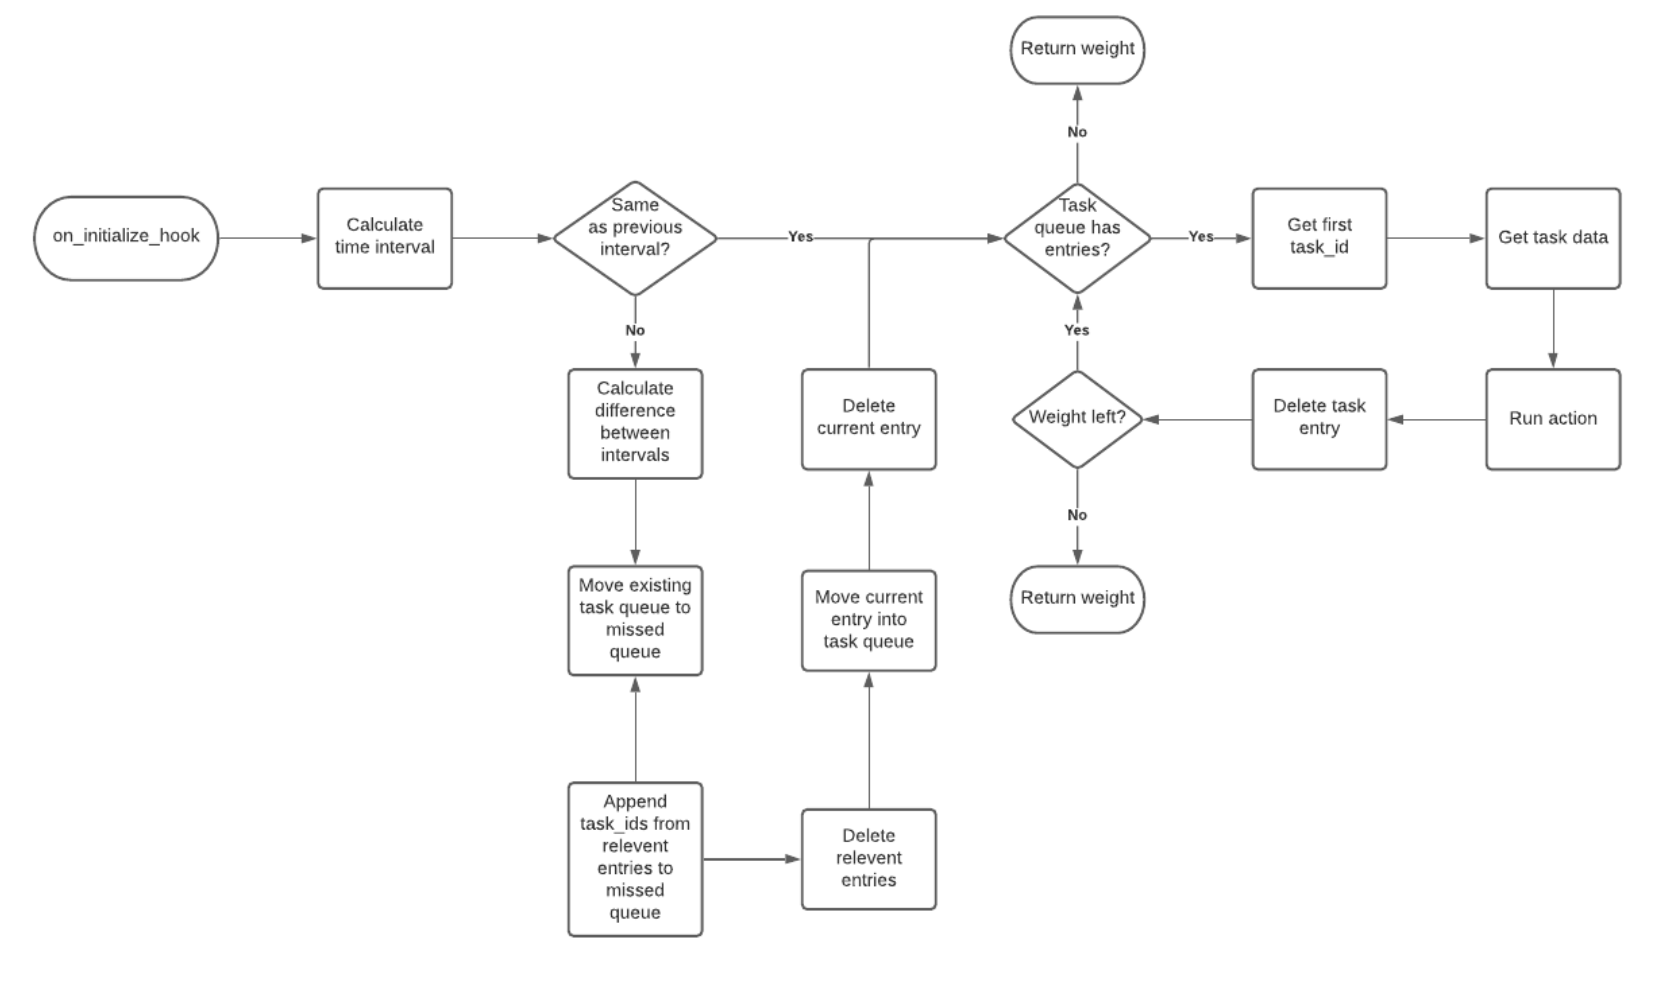 Return weight
No
on_initialize_hook
Calculate
time interval
Same
as previous
interval?
Yes
Task
queue has
entries?
Yes
Get first
task_id
Get task data
No
Calculate
difference
between
intervals
Delete
current entry
Yes
Weight left?
Delete task
entry
Run action
No
Move existing
task queue to
missed
queue
Move current
entry into
task queue
Return weight
Append
task_ids from
relevent
entries to
missed
queue
Delete
relevent
entries